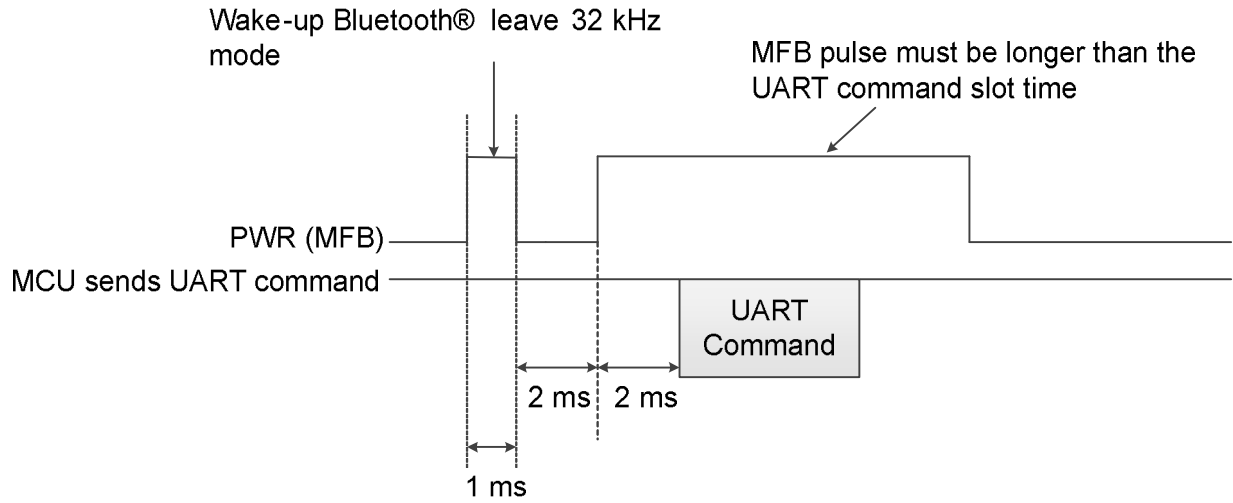 Wake-up Bluetooth® leave 32 kHz
mode
MFB pulse must be longer than the
UART command slot time
PWR (MFB)
MCU sends UART command
UART
Command
2 ms
2 ms
1 ms